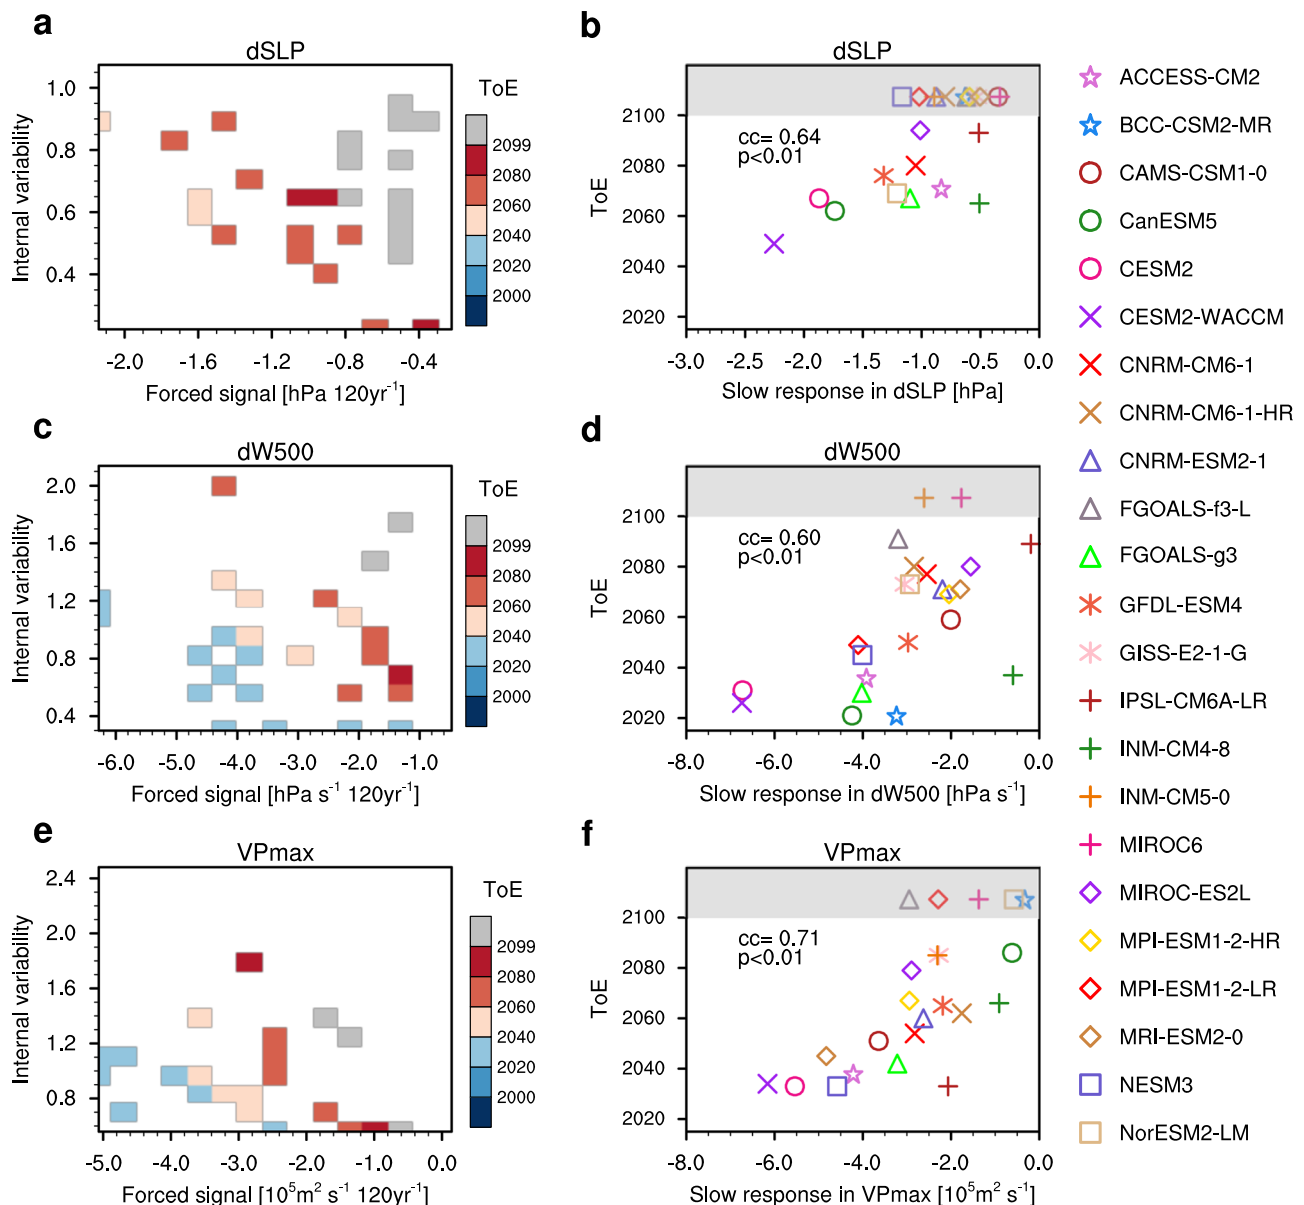 a
dSLP
ToE
1.0
0.8
0.6
0.4
Internal variability
-2.0 -1.6 -1.2 -0.8 -0.4
Forced signal [hPa 120yr⁻¹]
2099
2080
2060
2040
2020
2000
b
dSLP
cc= 0.64
p<0.01
2100
2080
2060
2040
2020
ToE
-3.0 -2.5 -2.0 -1.5 -1.0 -0.5 0.0
Slow response in dSLP [hPa]
c
dW500
ToE
2.0
1.6
1.2
0.8
0.4
Internal variability
-6.0 -5.0 -4.0 -3.0 -2.0 -1.0
Forced signal [hPa s⁻¹ 120yr⁻¹]
2099
2080
2060
2040
2020
2000
d
dW500
cc= 0.60
p<0.01
2100
2080
2060
2040
2020
ToE
-8.0 -6.0 -4.0 -2.0 0.0
Slow response in dW500 [hPa s⁻¹]
e
VPmax
ToE
2.4
2.0
1.6
1.2
0.8
Internal variability
-5.0 -4.0 -3.0 -2.0 -1.0 0.0
Forced signal [10⁵m² s⁻¹ 120yr⁻¹]
2099
2080
2060
2040
2020
2000
f
VPmax
cc= 0.71
p<0.01
2100
2080
2060
2040
2020
ToE
-8.0 -6.0 -4.0 -2.0 0.0
Slow response in VPmax [10⁵m² s⁻¹]
ACCESS-CM2
BCC-CSM2-MR
CAMS-CSM1-0
CanESM5
CESM2
CESM2-WACCM
CNRM-CM6-1
CNRM-CM6-1-HR
CNRM-ESM2-1
FGOALS-f3-L
FGOALS-g3
GFDL-ESM4
GISS-E2-1-G
IPSL-CM6A-LR
INM-CM4-8
INM-CM5-0
MIROC6
MIROC-ES2L
MPI-ESM1-2-HR
MPI-ESM1-2-LR
MRI-ESM2-0
NESM3
NorESM2-LM